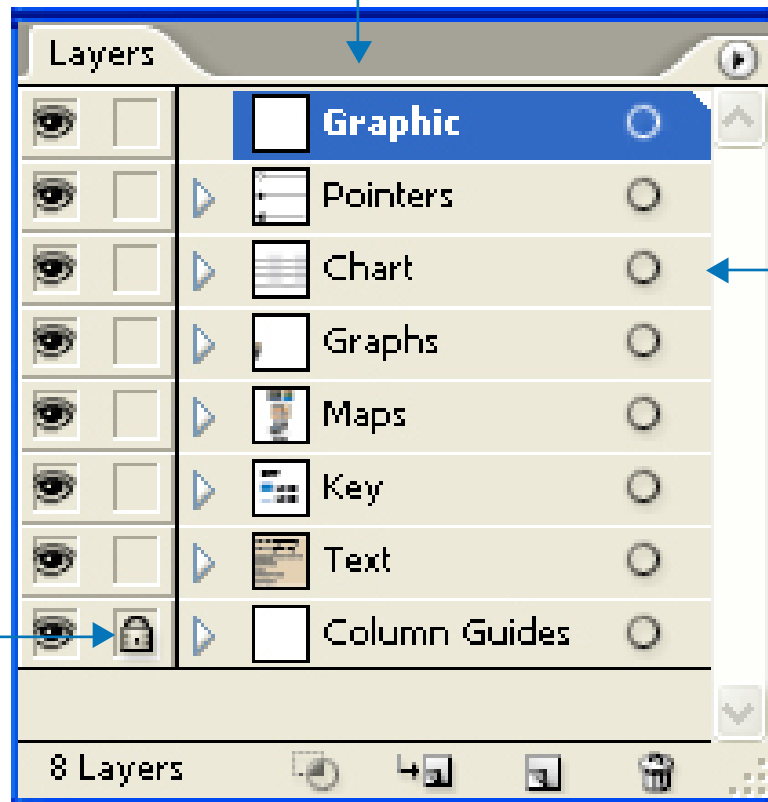 Layers
Graphic
Pointers
Chart
Graphs
Maps
Key
Text
Column Guides
8 Layers